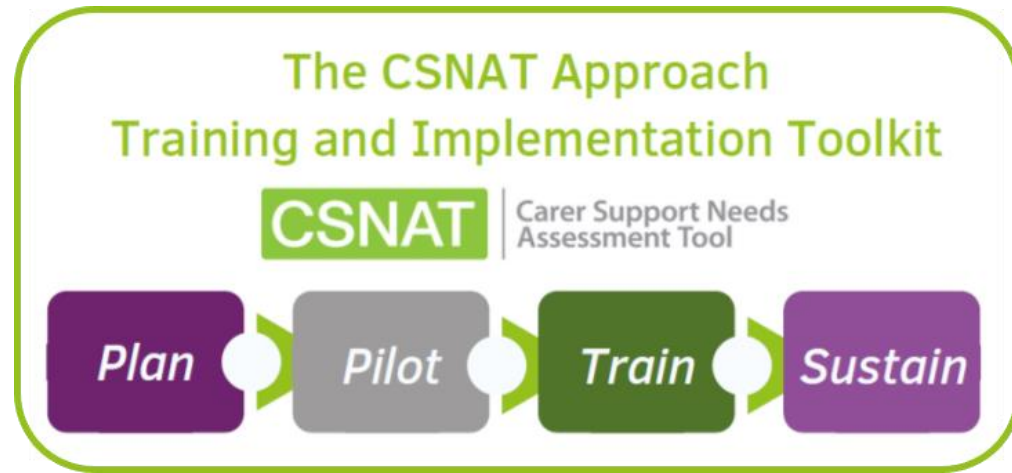 The CSNAT Approach
Training and Implementation Toolkit
CSNAT
Carer Support Needs
Assessment Tool
Plan
Pilot
Train
Sustain